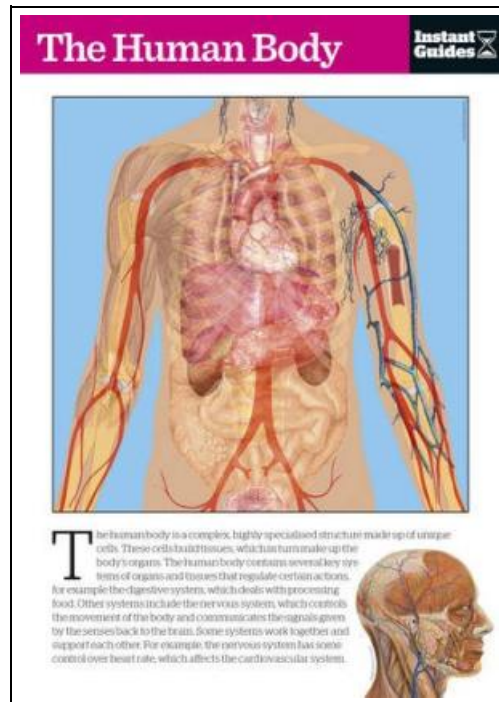 The Human Body
Instant
Guides
The human body is a complex, highly specialised structure made up of unique
cells. These cells build tissues, which in turn make up the
body's organs. The human body contains several key sys-
tems of organs and tissues that regulate certain actions,
for example the digestive system, which deals with processing
food. Other systems include the nervous system, which controls
the movement of the body and communicates the signals given
by the senses back to the brain. Some systems work together and
support each other. For example, the nervous system has some
control over heart rate, which affects the cardiovascular system.